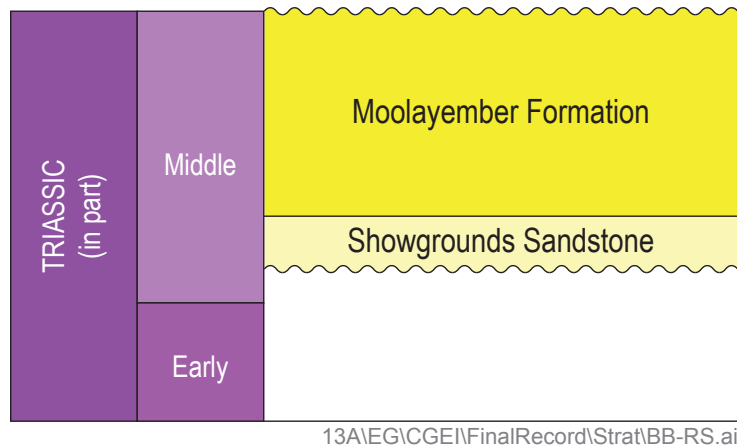 TRIASSIC
(in part)
Middle
Early
Moolayember Formation
Showgrounds Sandstone
13A\EG\CGEI\FinalRecord\Strat\BB-RS.ai